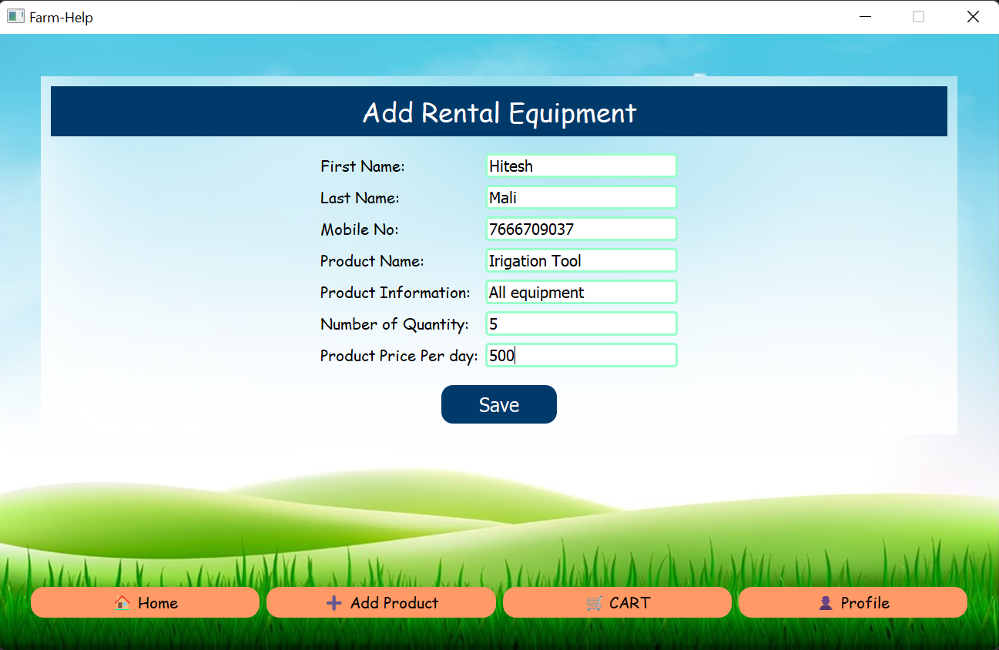 Farm-Help
Add Rental Equipment
First Name: Hitesh
Last Name: Mali
Mobile No: 7666709037
Product Name: Irigation Tool
Product Information: All equipment
Number of Quantity: 5
Product Price Per day: 500
Save
Home Add Product CART Profile